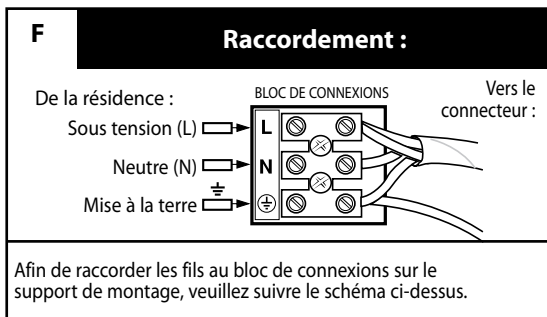 F
Raccordement :
De la résidence :
BLOC DE CONNEXIONS
Vers le
connecteur :
Sous tension (L)
L
Neutre (N)
N
Mise à la terre
Afin de raccorder les fils au bloc de connexions sur le
support de montage, veuillez suivre le schéma ci-dessus.